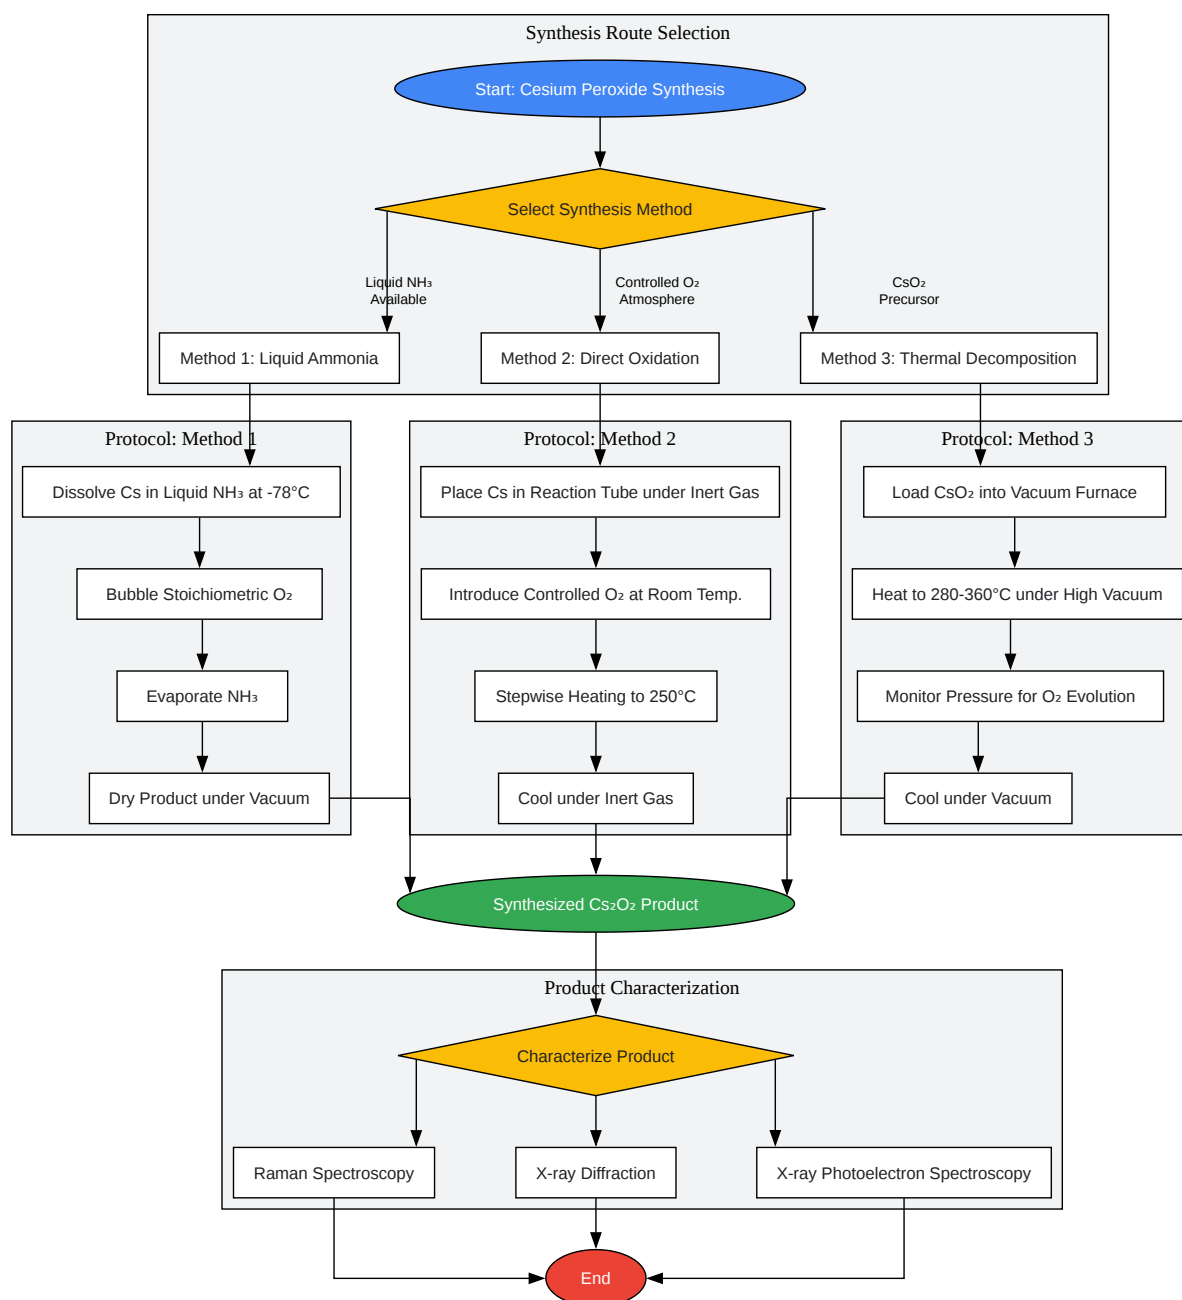 Synthesis Route Selection
Start: Cesium Peroxide Synthesis
Select Synthesis Method
Liquid NH₃
Available
Controlled O₂
Atmosphere
CsO₂
Precursor
Method 1: Liquid Ammonia
Method 2: Direct Oxidation
Method 3: Thermal Decomposition
Protocol: Method 1
Dissolve Cs in Liquid NH₃ at -78°C
Bubble Stoichiometric O₂
Evaporate NH₃
Dry Product under Vacuum
Protocol: Method 2
Place Cs in Reaction Tube under Inert Gas
Introduce Controlled O₂ at Room Temp.
Stepwise Heating to 250°C
Cool under Inert Gas
Protocol: Method 3
Load CsO₂ into Vacuum Furnace
Heat to 280-360°C under High Vacuum
Monitor Pressure for O₂ Evolution
Cool under Vacuum
Synthesized Cs₂O₂ Product
Product Characterization
Characterize Product
Raman Spectroscopy
X-ray Diffraction
X-ray Photoelectron Spectroscopy
End